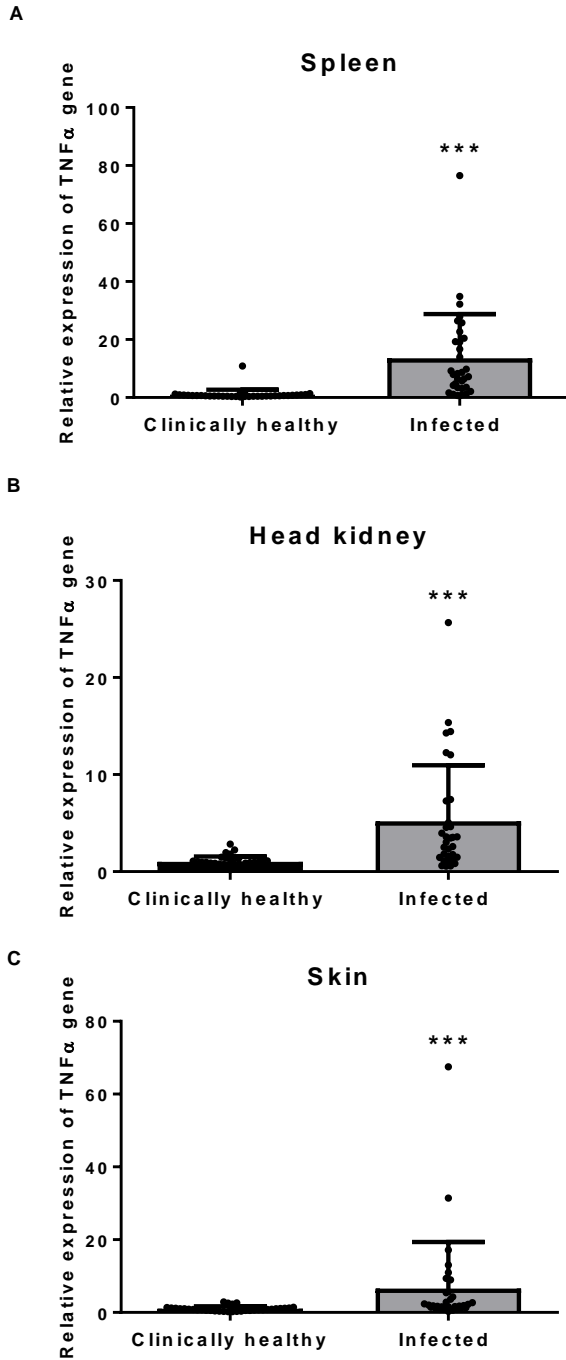 A
Spleen
Relative expression of TNFα gene
100
80
60
40
20
0
***
Clinically healthy
Infected
B
Head kidney
Relative expression of TNFα gene
30
20
10
0
***
Clinically healthy
Infected
C
Skin
Relative expression of TNFα gene
80
60
40
20
0
***
Clinically healthy
Infected